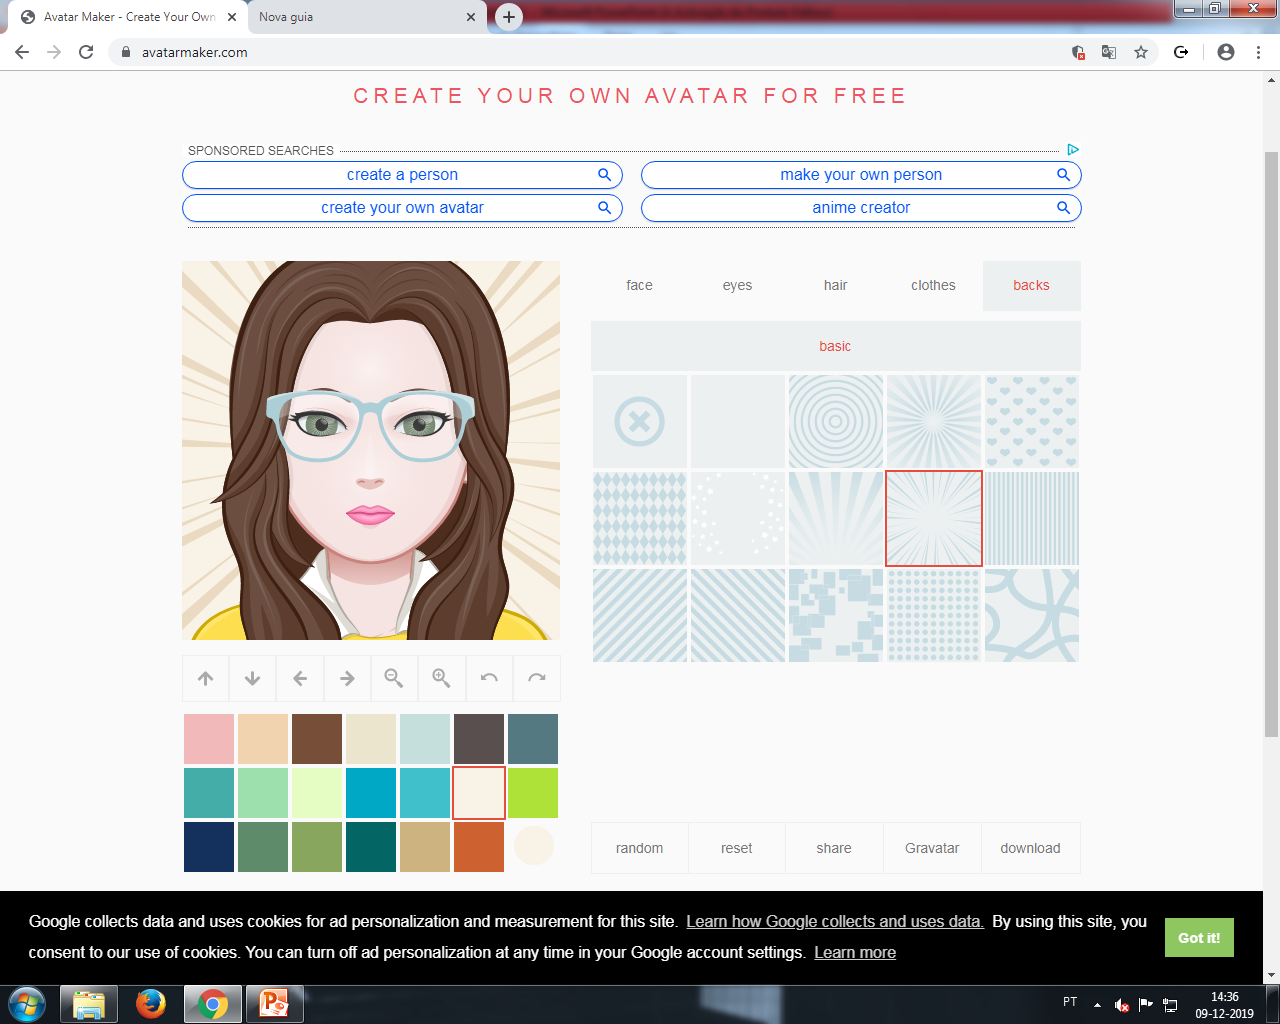 Avatar Maker - Create Your Own
Nova guia
avatarmaker.com
CREATE YOUR OWN AVATAR FOR FREE
SPONSORED SEARCHES
create a person
make your own person
create your own avatar
anime creator
face eyes hair clothes backs
basic
random reset share Gravatar download
Google collects data and uses cookies for ad personalization and measurement for this site. Learn how Google collects and uses data. By using this site, you
consent to our use of cookies. You can turn off ad personalization at any time in your Google account settings. Learn more
Got it!
PT
14:36
09-12-2019